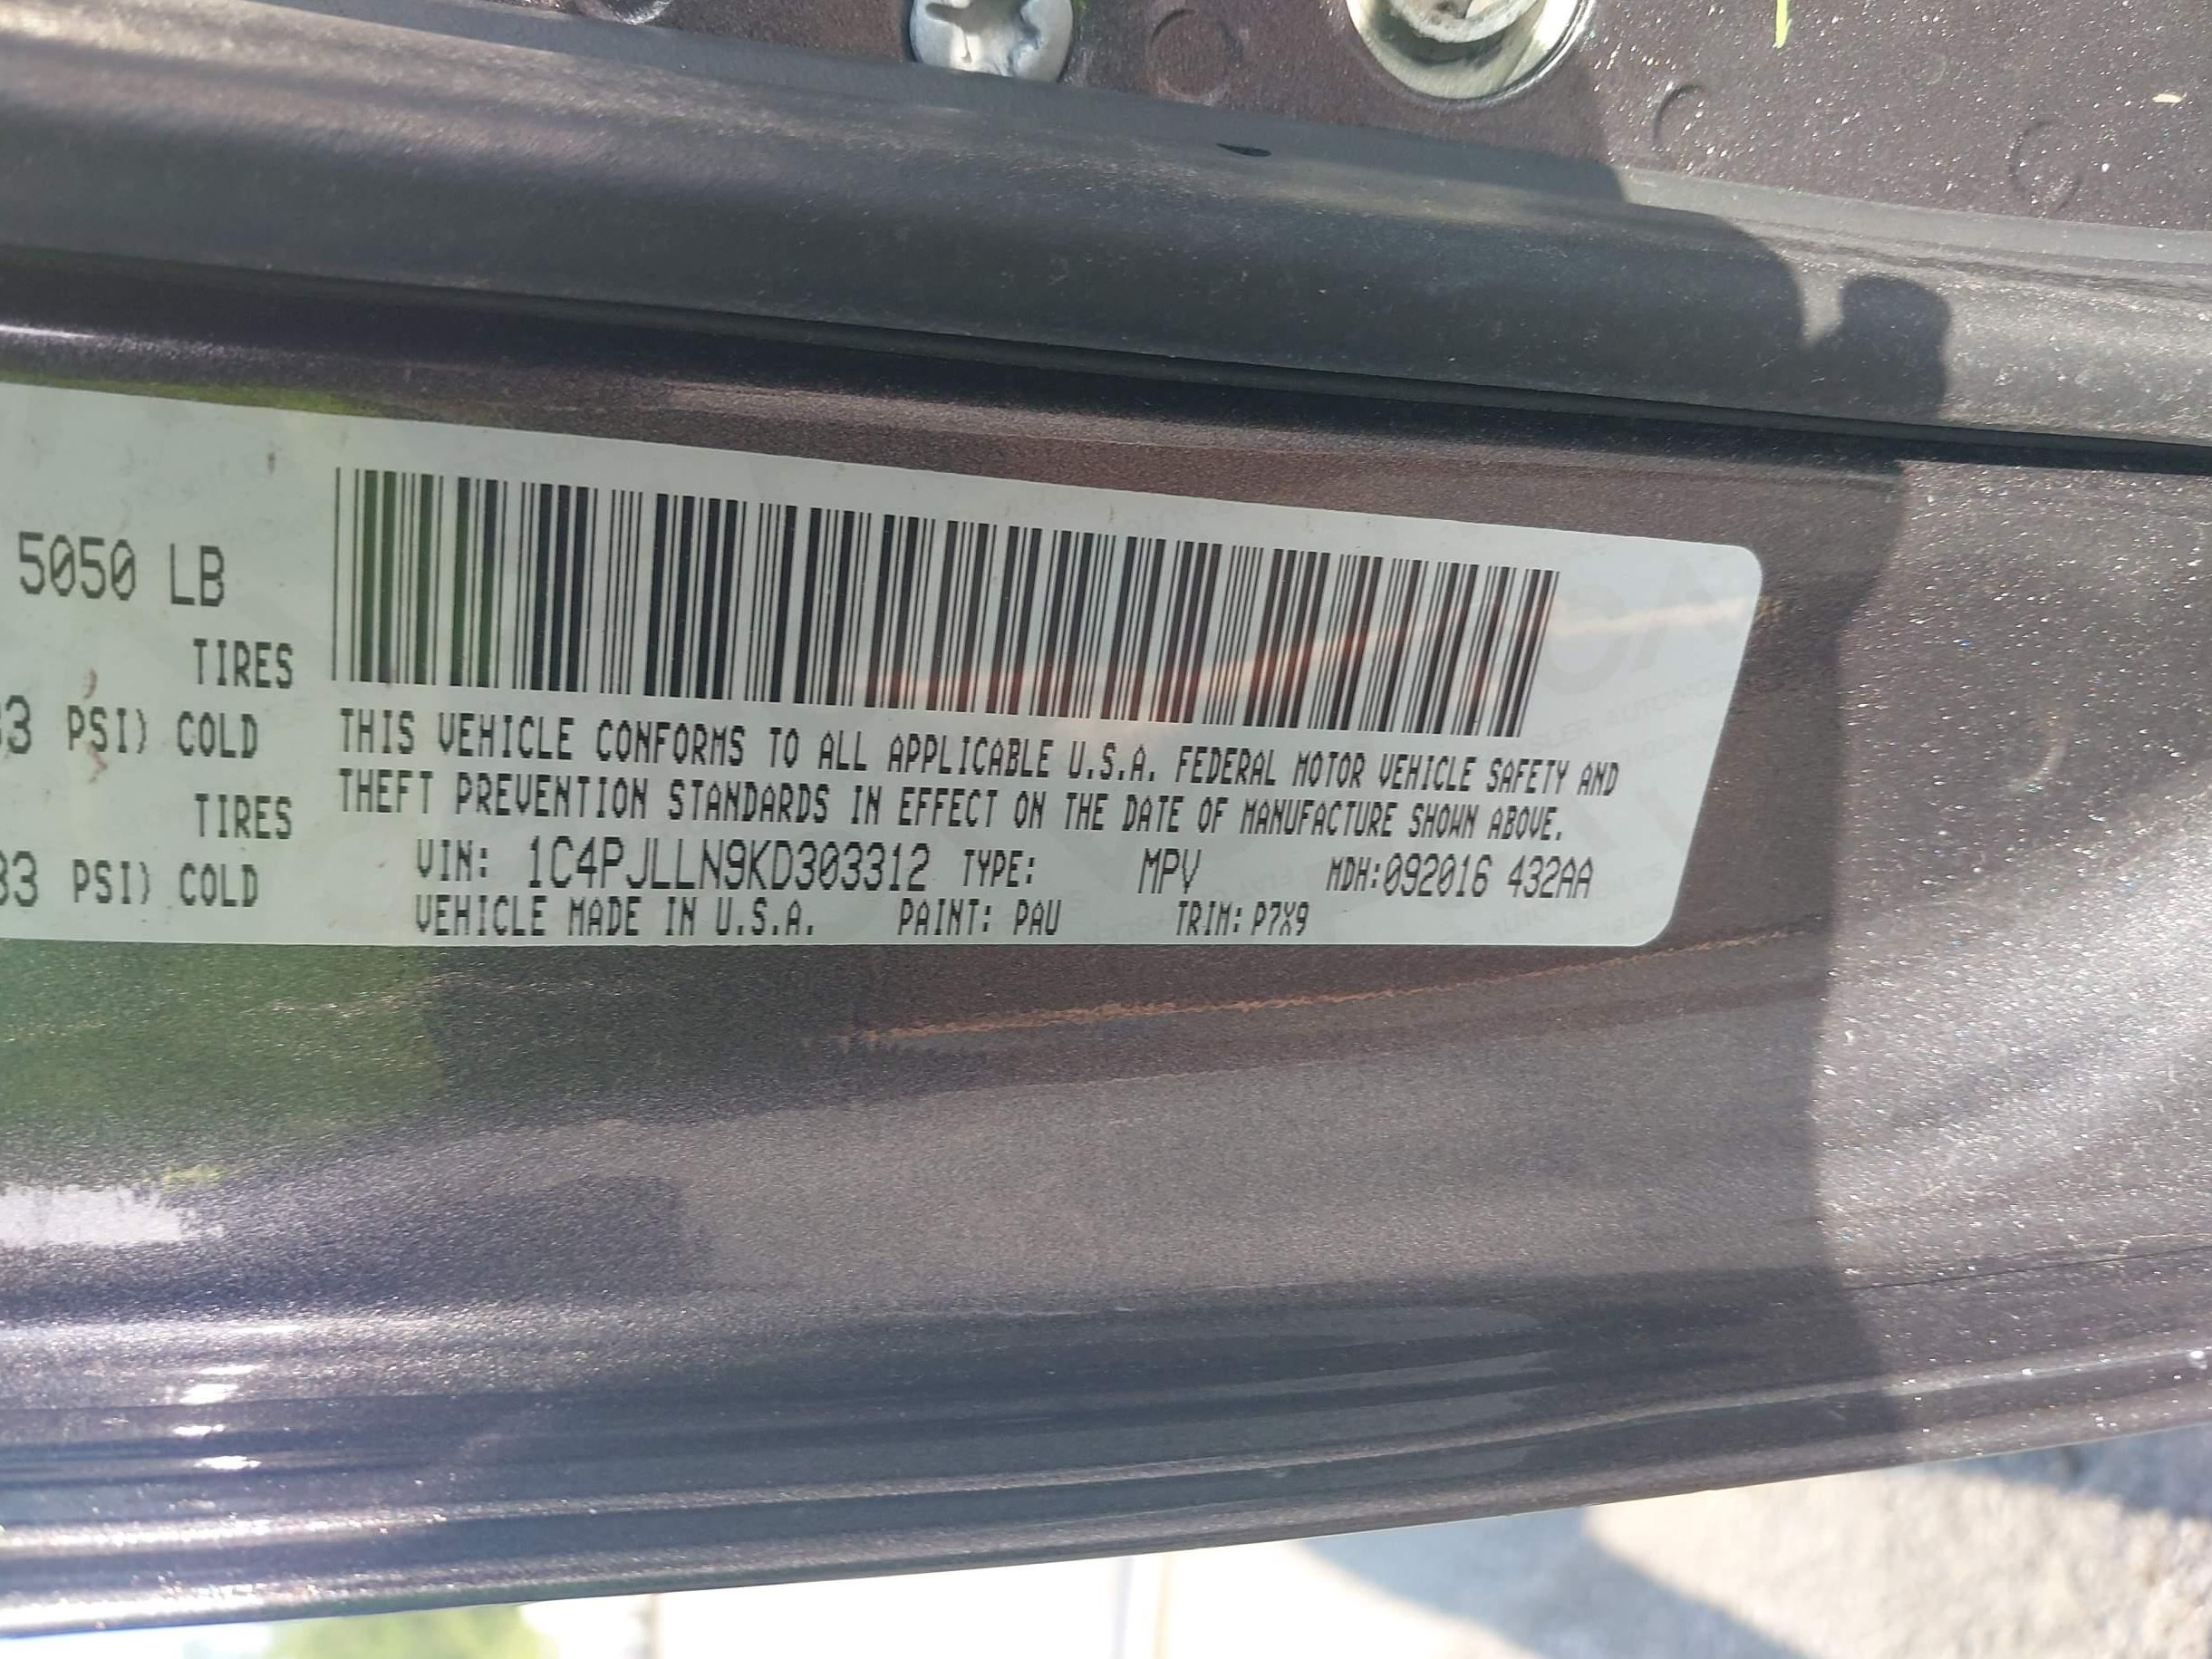 5050 LB
TIRES
33 PSI) COLD
TIRES
33 PSI) COLD
THIS VEHICLE CONFORMS TO ALL APPLICABLE U.S.A. FEDERAL MOTOR VEHICLE SAFETY AND
THEFT PREVENTION STANDARDS IN EFFECT ON THE DATE OF MANUFACTURE SHOWN ABOVE.
VIN: 1C4PJLLN9KD303312 TYPE: MPV MDH:092016 432AA
VEHICLE MADE IN U.S.A. PAINT: PAU TRIM: P7X9